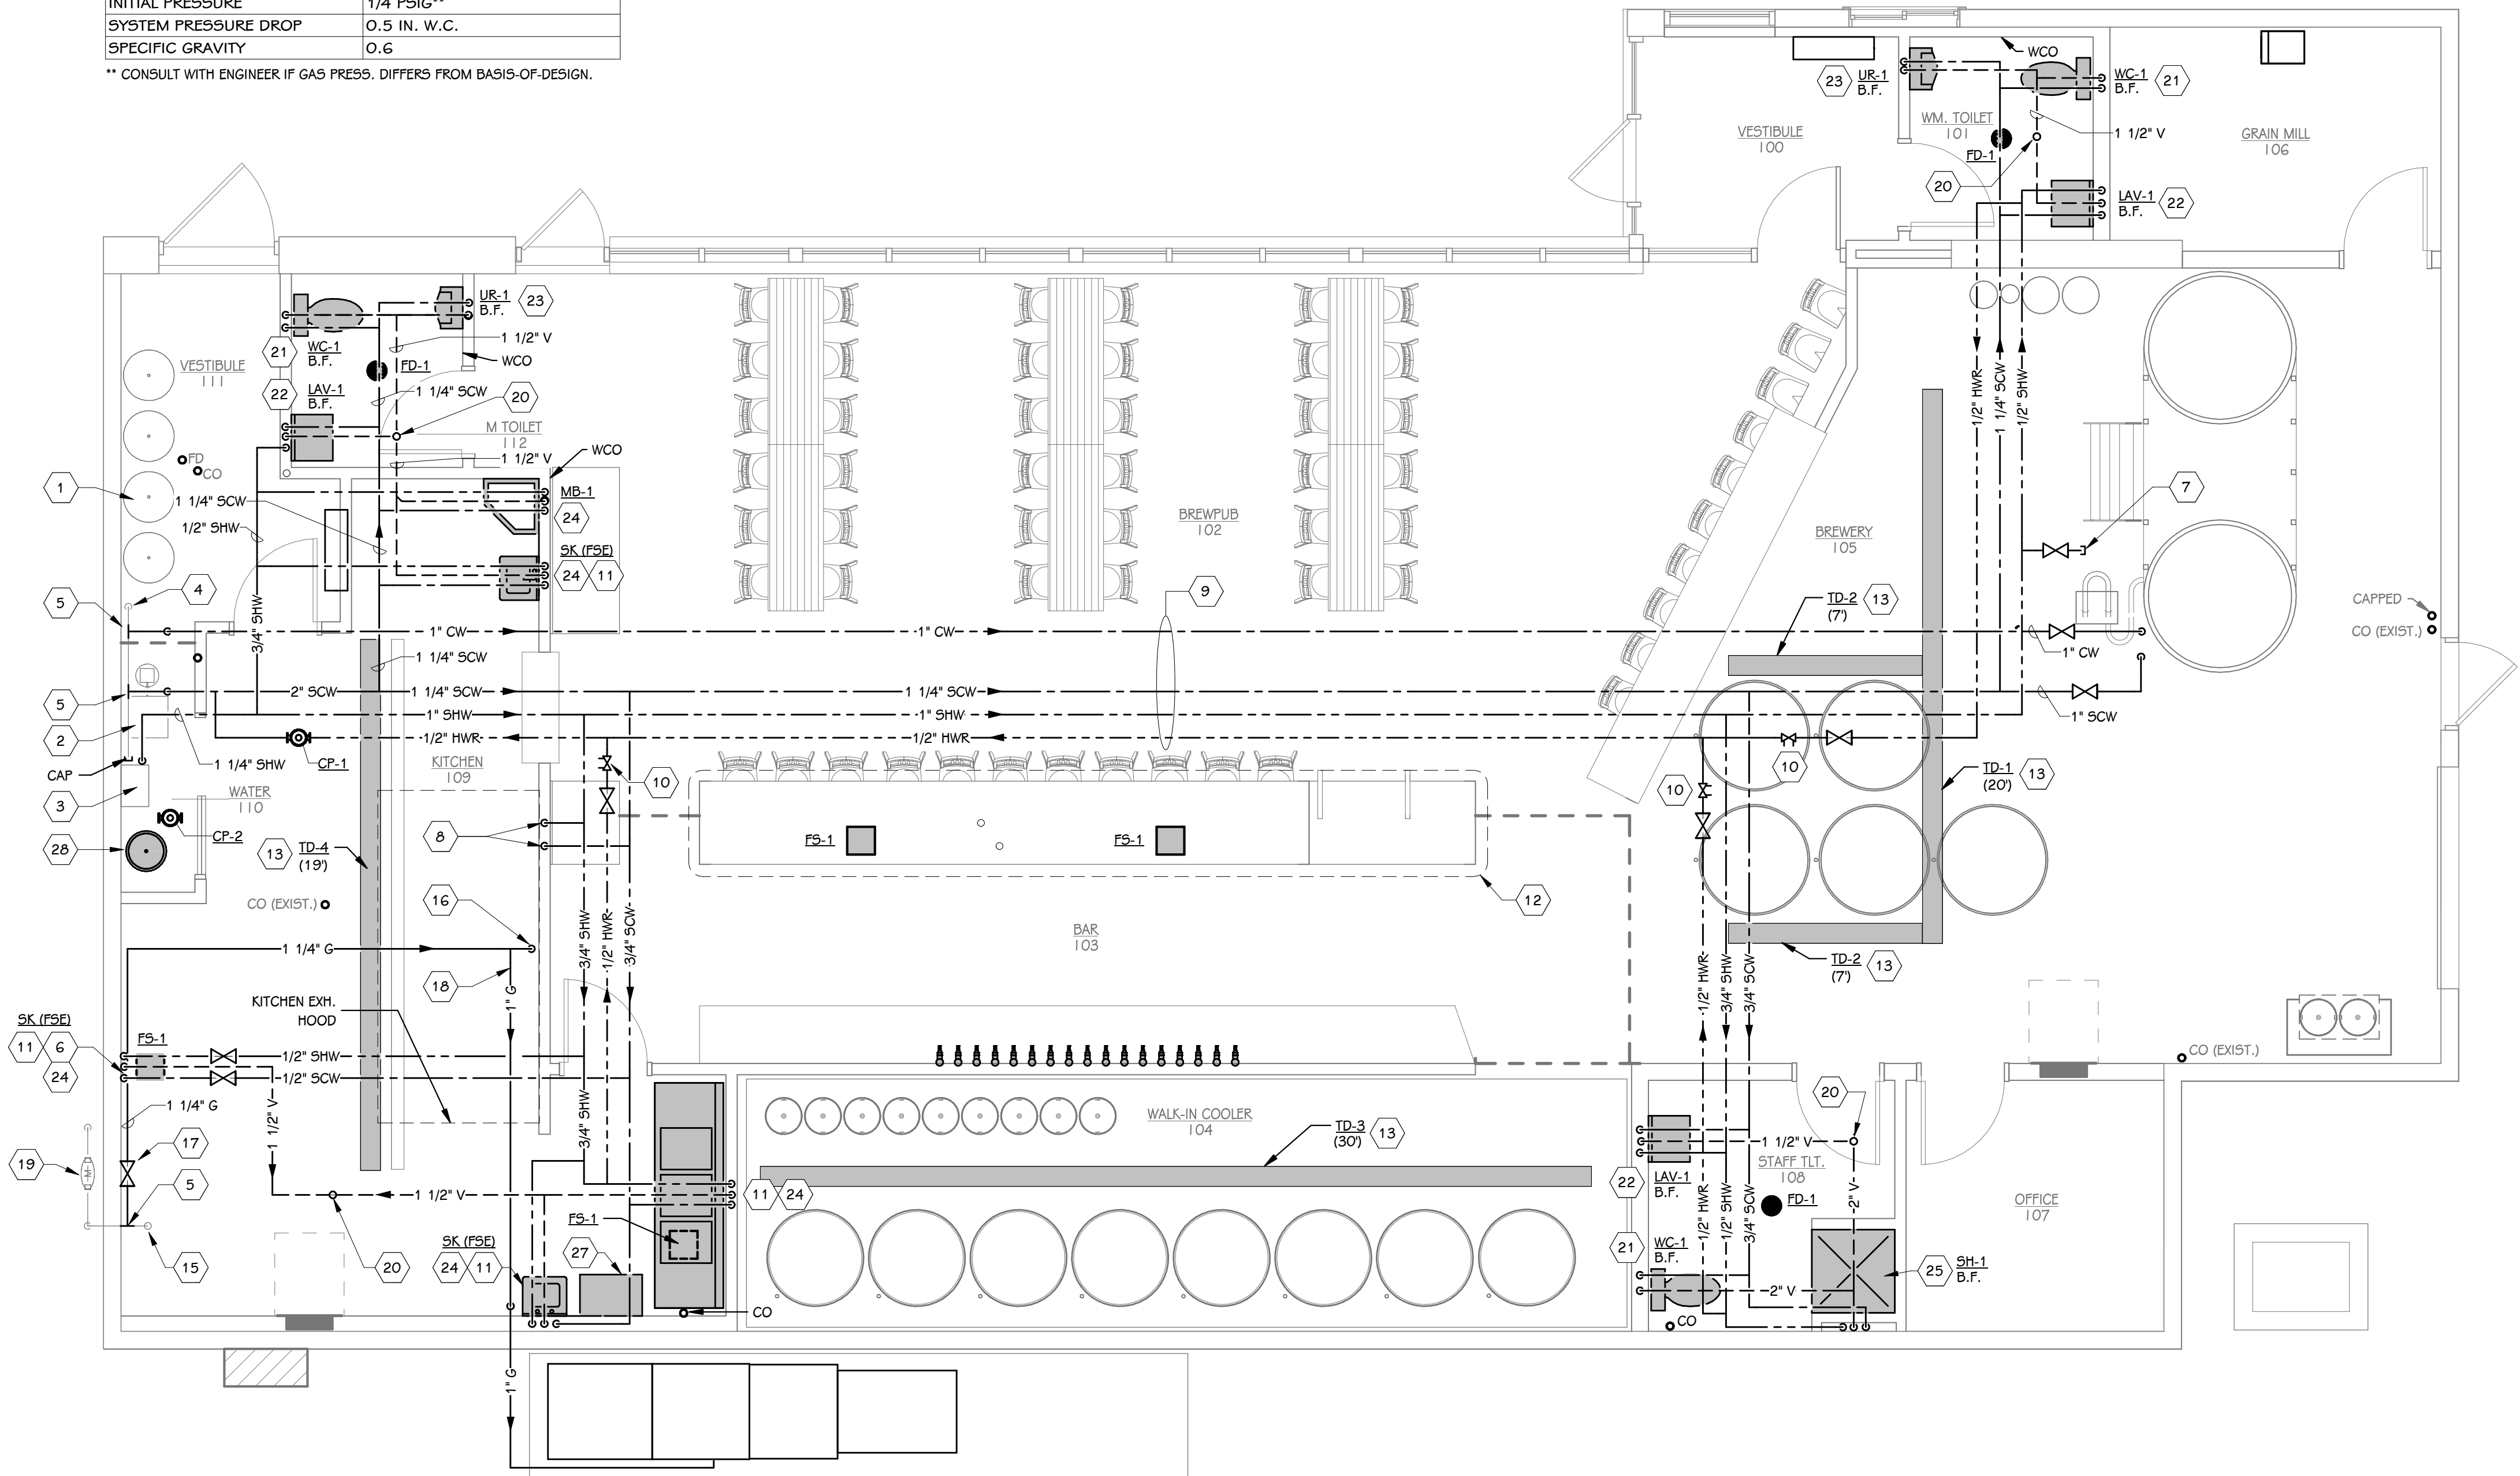 INITIAL PRESSURE 1/4 PSIG**
SYSTEM PRESSURE DROP 0.5 IN. W.C.
SPECIFIC GRAVITY 0.6
** CONSULT WITH ENGINEER IF GAS PRESS. DIFFERS FROM BASIS-OF-DESIGN.
WCO
23
UR-1
B.F.
WC-1
B.F.
21
VESTIBULE
100
WM. TOILET
101
1 1/2" V
GRAIN MILL
106
FD-1
20
LAV-1
B.F.
22
UR-1
B.F.
23
21
WC-1
B.F.
1 1/2" V
WCO
VESTIBULE
111
FD-1
22
LAV-1
B.F.
1 1/4" SCW
20
M TOILET
112
1 1/2" V
WCO
FD
CO
1
1 1/4" SCW
1/2" SHW
MB-1
24
SK (FSE)
24
11
BREWPUB
102
BREWERY
105
1/2" HWR
1 1/4" SCW
1/2" SHW
7
4
5
3/4" SHW
9
TD-2
(7')
13
CAPPED
CO (EXIST.)
1" CW
1" CW
1" CW
1 1/4" SCW
5
2" SCW
1 1/4" SCW
1 1/4" SCW
1" SHW
1" SHW
1" SCW
2
1/2" HWR
1/2" HWR
CAP
1 1/4" SHW
CP-1
KITCHEN
109
10
10
10
TD-1
(20')
13
3
WATER
110
CP-2
28
13
TD-4
(19')
8
FS-1
FS-1
CO (EXIST.)
16
12
3/4" SHW
1/2" HWR
3/4" SCW
BAR
103
1 1/4" G
18
1" G
TD-2
(7')
13
KITCHEN EXH.
HOOD
1/2" HWR
3/4" SHW
3/4" SCW
SK (FSE)
11
6
24
FS-1
1/2" SHW
1/2" SCW
CO (EXIST.)
1 1/4" G
1 1/2" V
3/4" SHW
WALK-IN COOLER
104
TD-3
(30')
13
20
1 1/2" V
STAFF TLT.
108
17
19
M
5
1 1/2" V
11
24
22
LAV-1
B.F.
FD-1
2" V
OFFICE
107
1/2" HWR
1/2" SHW
3/4" SCW
FS-1
15
20
SK (FSE)
24
11
27
21
WC-1
B.F.
25
SH-1
B.F.
2" V
CO
CO
1" G